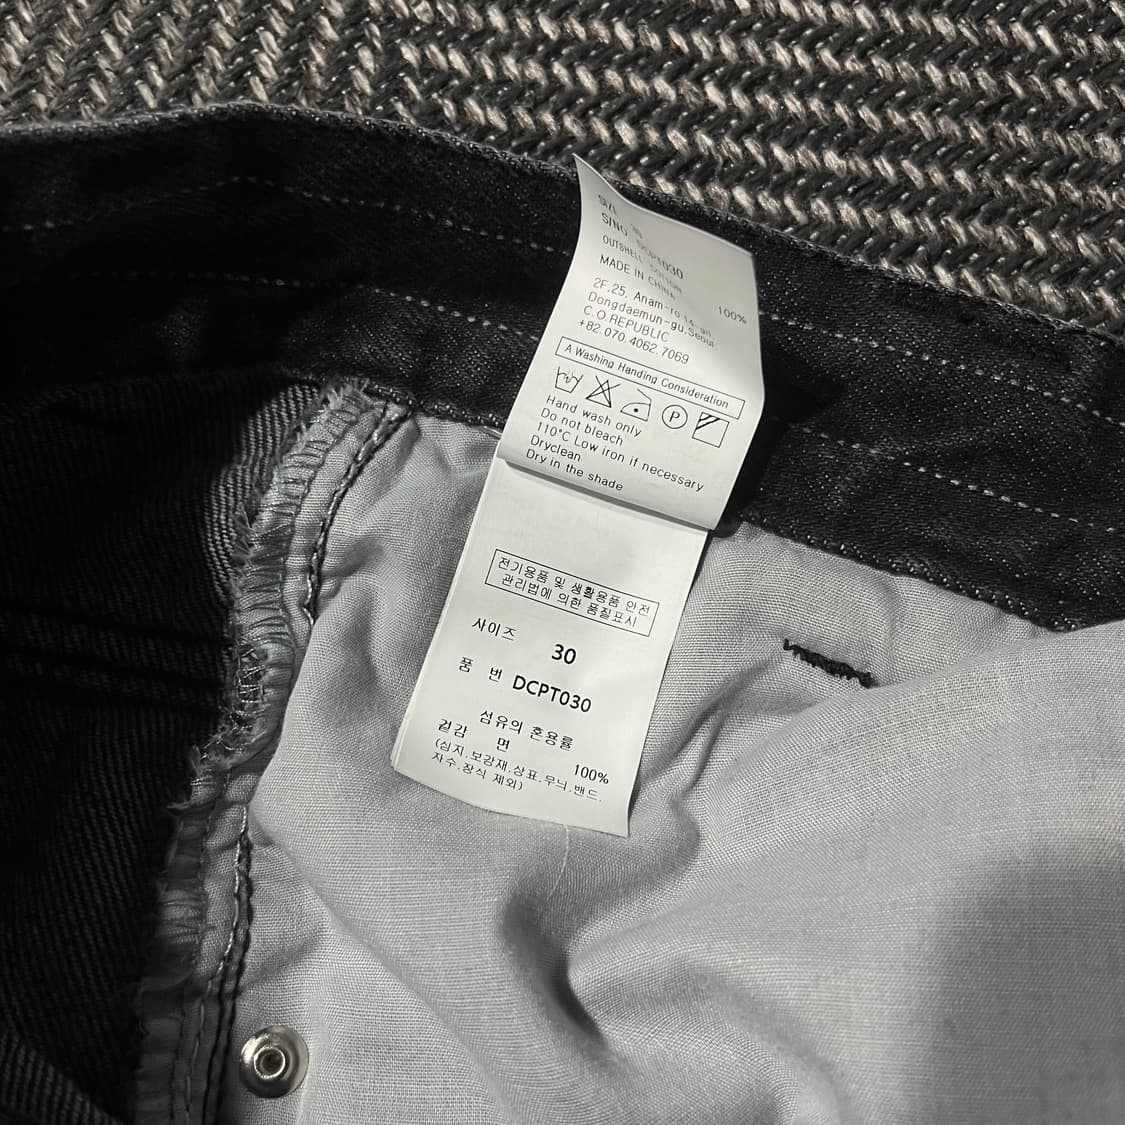 SIZE 30
S/NO. DCPT030
OUTSHELL COTTON 100%
MADE IN CHINA
2F,25, Anam-ro 14-gil,
Dongdaemun-gu,Seoul
C.O.REPUBLIC
+82.070.4062.7069
A Washing Handing Consideration
P
Hand wash only
Do not bleach
110°C Low iron if necessary
Dryclean
Dry in the shade
전기용품 및 생활용품 안전
관리법에 의한 품질표시
사이즈 30
품 번 DCPT030
섬유의 혼용률
겉감 면 100%
(심지.보강재.상표.무늬.밴드.
자수.장식 제외)